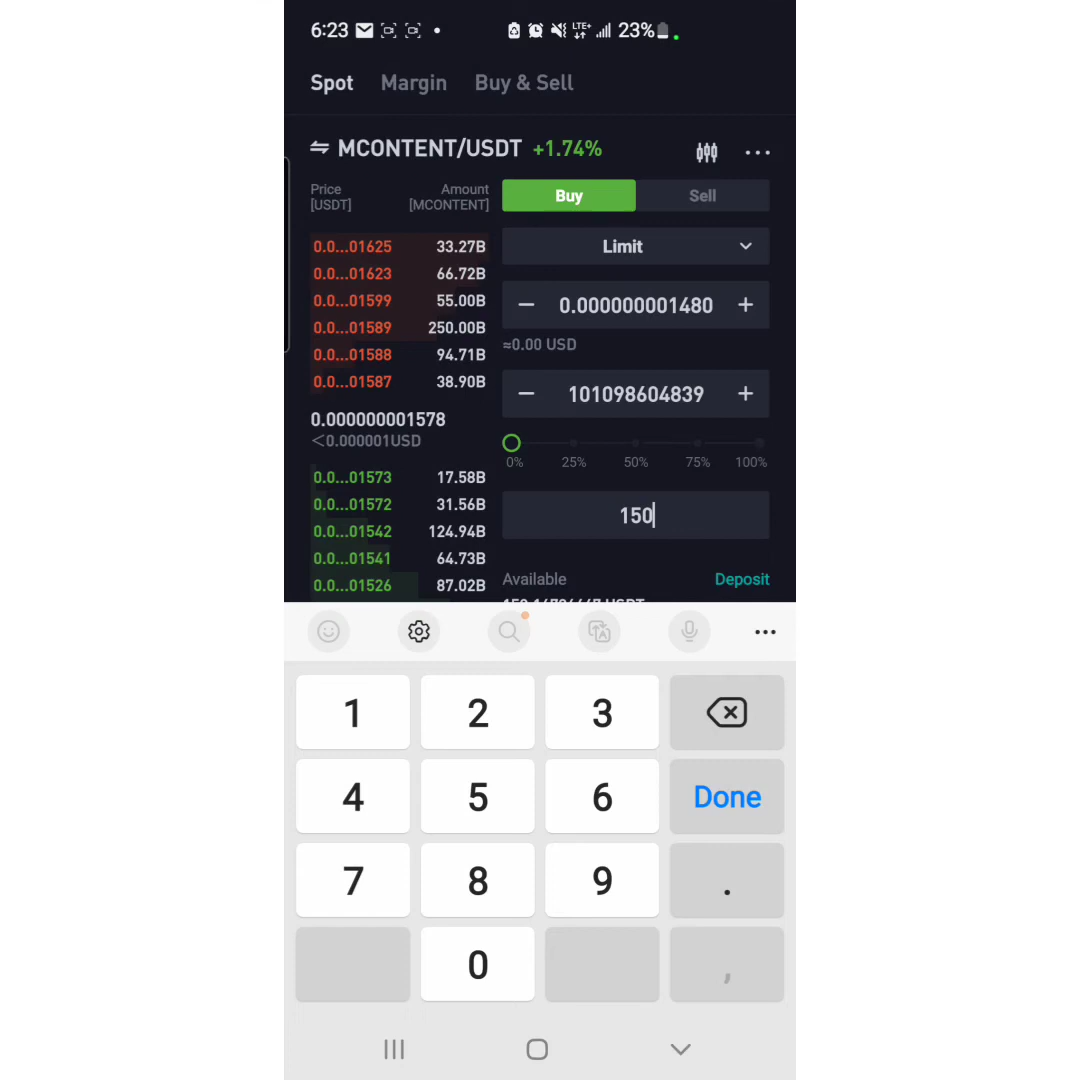 6:23 LTE+ 23%
Spot Margin Buy & Sell
MCONTENT/USDT +1.74%
Price Amount
[USDT] [MCONTENT]
Buy Sell
0.0...01625 33.27B
Limit
0.0...01623 66.72B
0.0...01599 55.00B
0.000000001480
0.0...01589 250.00B
≈0.00 USD
0.0...01588 94.71B
0.0...01587 38.90B
101098604839
0.000000001578
<0.000001USD
0% 25% 50% 75% 100%
0.0...01573 17.58B
0.0...01572 31.56B
150
0.0...01542 124.94B
0.0...01541 64.73B
0.0...01526 87.02B
Available Deposit
1 2 3
4 5 6 Done
7 8 9 .
0 ,